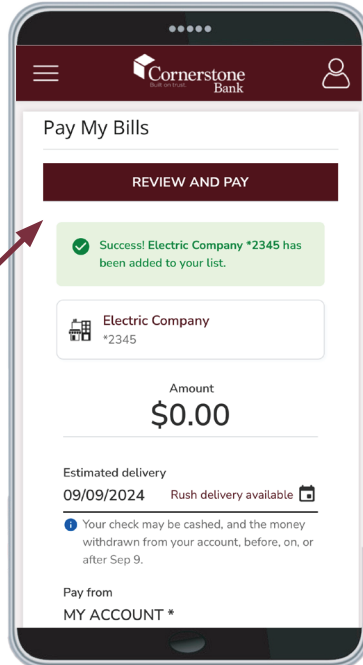 Cornerstone
Built on trust.
Bank
Pay My Bills
REVIEW AND PAY
Success! Electric Company *2345 has
been added to your list.
Electric Company
*2345
Amount
$0.00
Estimated delivery
09/09/2024 Rush delivery available
Your check may be cashed, and the money
withdrawn from your account, before, on, or
after Sep 9.
Pay from
MY ACCOUNT *